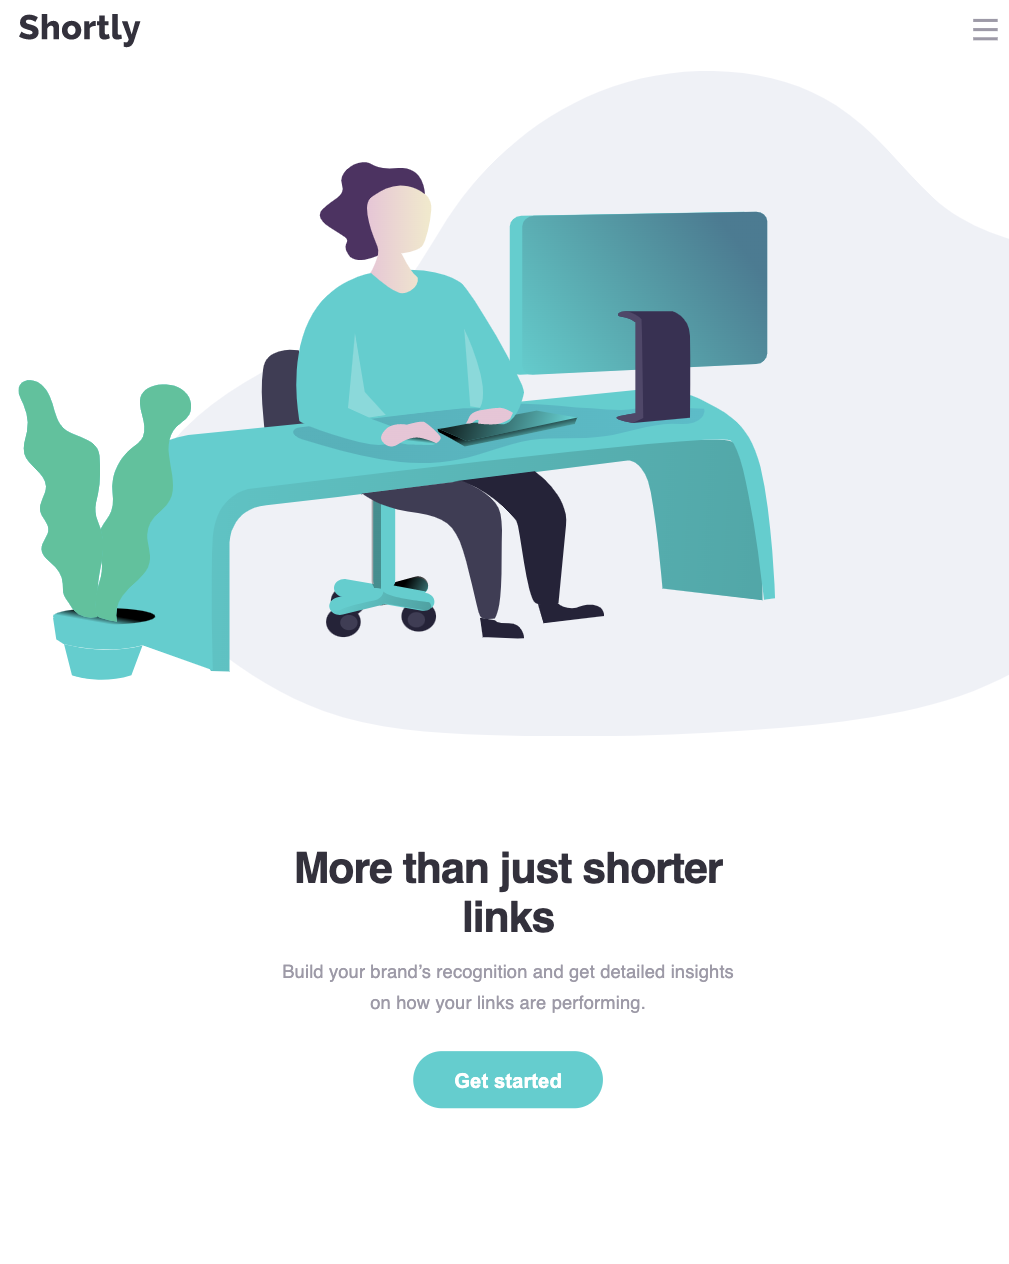 Shortly
More than just shorter
links
Build your brand’s recognition and get detailed insights
on how your links are performing.
Get started